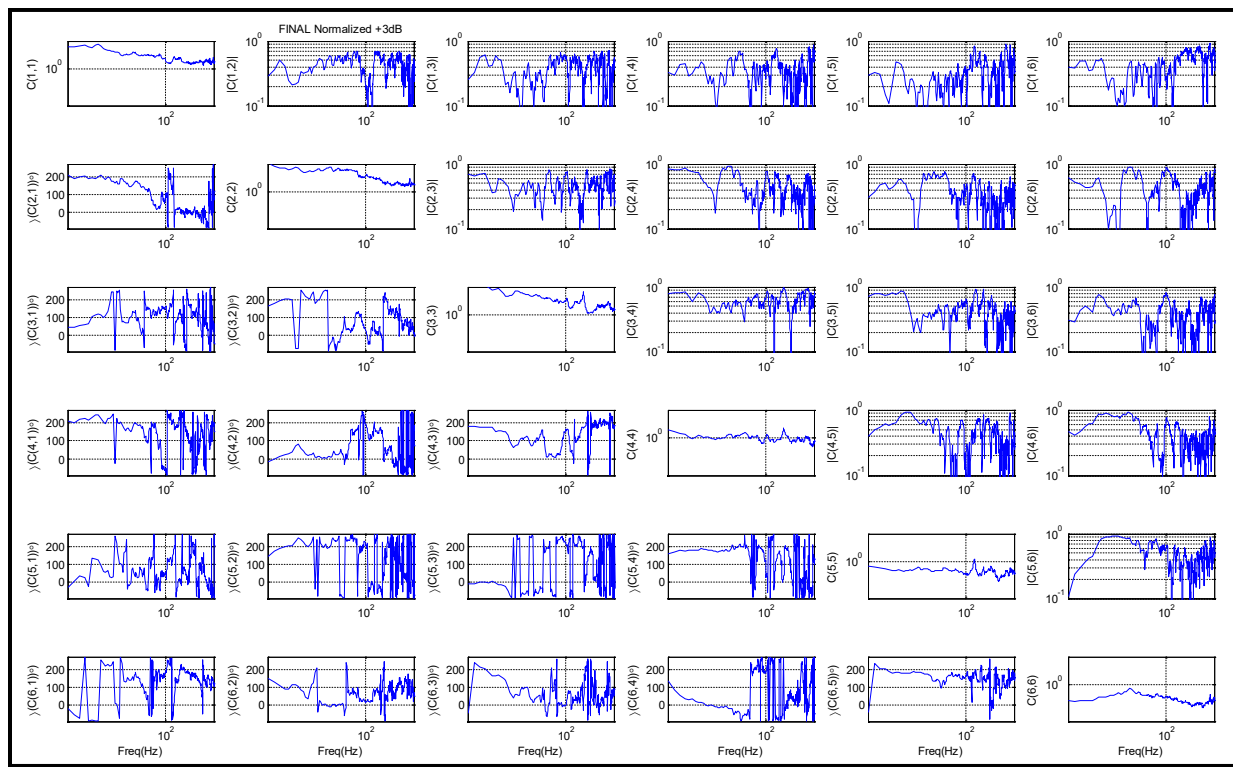 FINAL Normalized +3dB
C(1,1)
10^0
10^2
|C(1,2)|
10^0
10^-1
10^2
|C(1,3)|
10^0
10^-1
10^2
|C(1,4)|
10^0
10^-1
10^2
|C(1,5)|
10^0
10^-1
10^2
|C(1,6)|
10^0
10^-1
10^2
〉(C(2,1))º)
200
100
0
10^2
C(2,2)
10^0
10^2
|C(2,3)|
10^0
10^-1
10^2
|C(2,4)|
10^0
10^-1
10^2
|C(2,5)|
10^0
10^-1
10^2
|C(2,6)|
10^0
10^-1
10^2
〉(C(3,1))º)
200
100
0
10^2
〉(C(3,2))º)
200
100
0
10^2
C(3,3)
10^0
10^2
|C(3,4)|
10^0
10^-1
10^2
|C(3,5)|
10^0
10^-1
10^2
|C(3,6)|
10^0
10^-1
10^2
〉(C(4,1))º)
200
100
0
10^2
〉(C(4,2))º)
200
100
0
10^2
〉(C(4,3))º)
200
100
0
10^2
C(4,4)
10^0
10^2
|C(4,5)|
10^0
10^-1
10^2
|C(4,6)|
10^0
10^-1
10^2
〉(C(5,1))º)
200
100
0
10^2
〉(C(5,2))º)
200
100
0
10^2
〉(C(5,3))º)
200
100
0
10^2
〉(C(5,4))º)
200
100
0
10^2
C(5,5)
10^0
10^2
|C(5,6)|
10^0
10^-1
10^2
〉(C(6,1))º)
200
100
0
10^2
Freq(Hz)
〉(C(6,2))º)
200
100
0
10^2
Freq(Hz)
〉(C(6,3))º)
200
100
0
10^2
Freq(Hz)
〉(C(6,4))º)
200
100
0
10^2
Freq(Hz)
〉(C(6,5))º)
200
100
0
10^2
Freq(Hz)
C(6,6)
10^0
10^2
Freq(Hz)